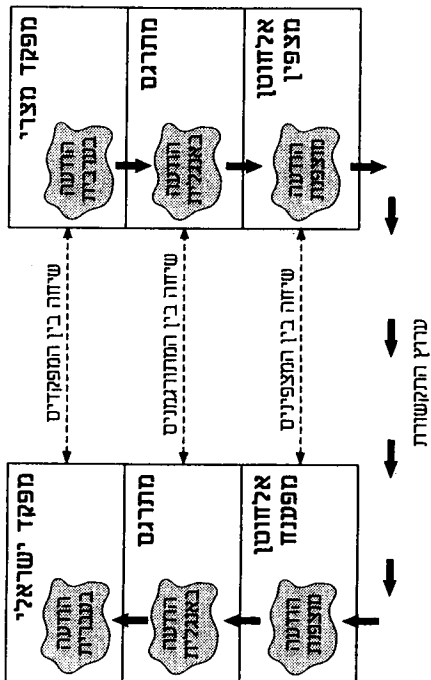 מפקד מצרי
הודעה
בערבית
מתרגם
הודעה
באנגלית
מצפין
אלחוטן
הודעה
מוצפנת
שיחה בין המפקדים
שיחה בין המתורגמנים
שיחה בין המצפינים
ערוץ התקשורת
מפקד ישראלי
הודעה
בעברית
מתרגם
הודעה
באנגלית
מפענח
אלחוטן
הודעה
מוצפנת